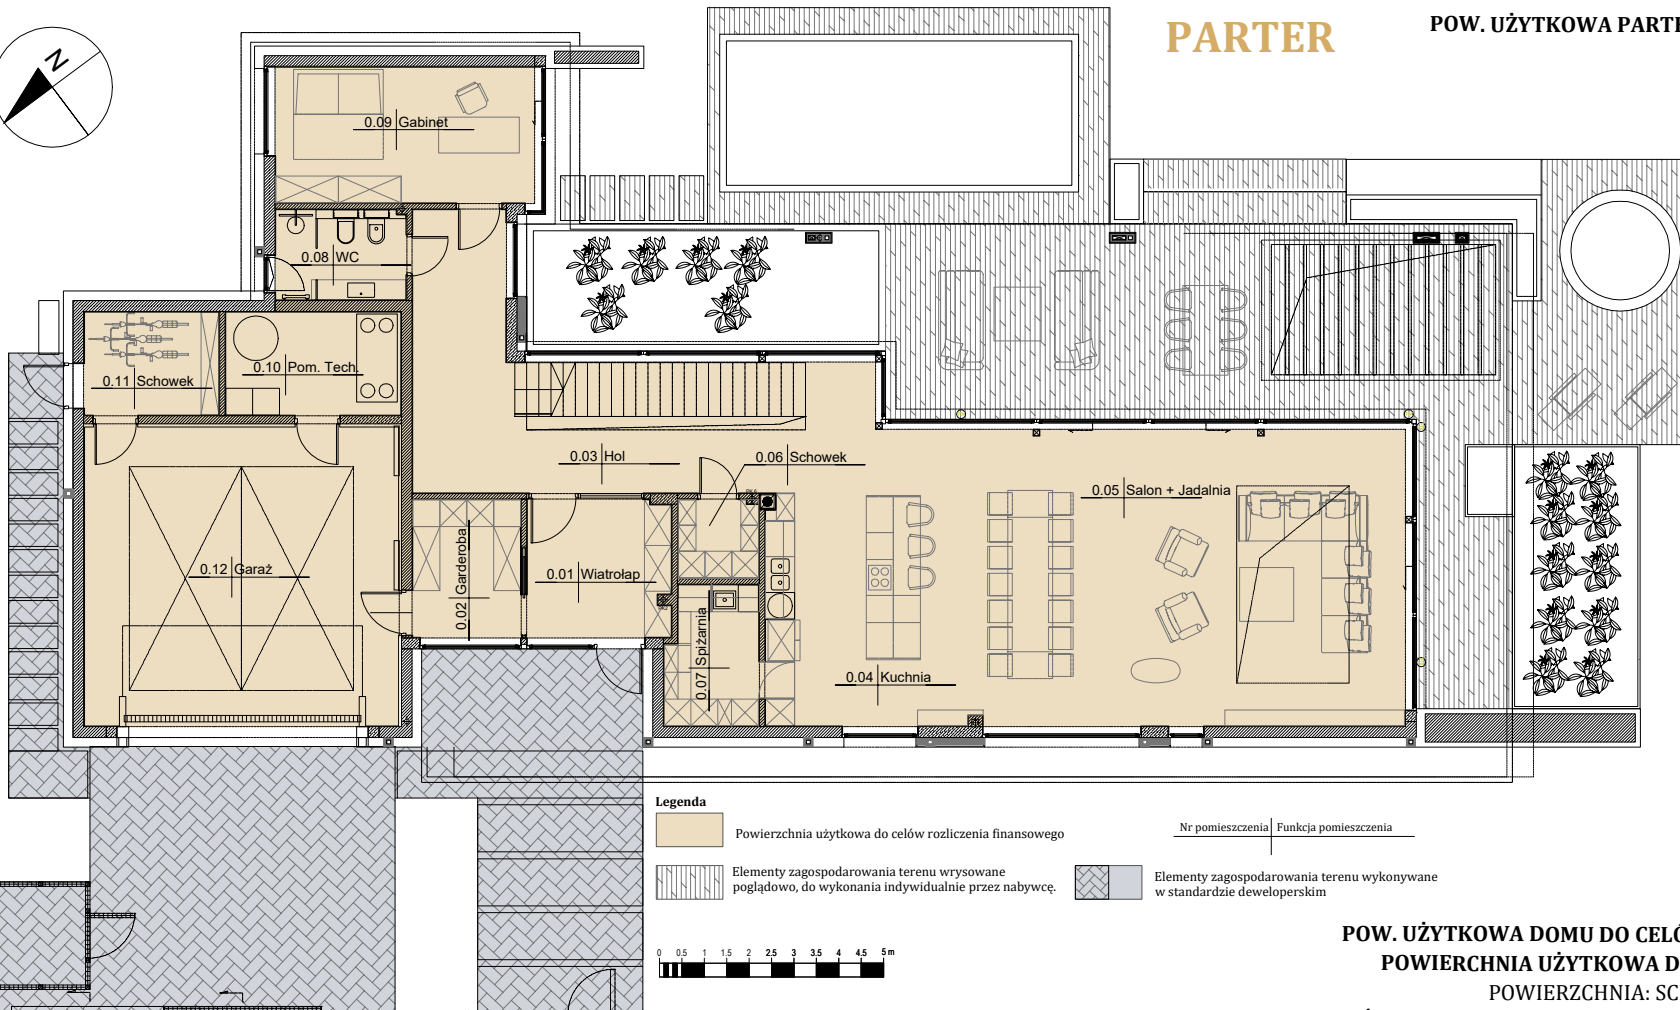 PARTER
POW. UŻYTKOWA PARTE
N
0.09 Gabinet
0.08 WC
0.11 Schowek
0.10 Pom. Tech.
0.03 Hol
0.06 Schowek
0.05 Salon + Jadalnia
0.12 Garaż
0.02 Garderoba
0.01 Wiatrołap
0.07 Spiżarnia
0.04 Kuchnia
Legenda
Powierzchnia użytkowa do celów rozliczenia finansowego
Nr pomieszczenia Funkcja pomieszczenia
Elementy zagospodarowania terenu wrysowane
poglądowo, do wykonania indywidualnie przez nabywcę.
Elementy zagospodarowania terenu wykonywane
w standardzie deweloperskim
0 0.5 1 1.5 2 2.5 3 3.5 4 4.5 5 m
POW. UŻYTKOWA DOMU DO CELÓ
POWIERCHNIA UŻYTKOWA D
POWIERZCHNIA: SC